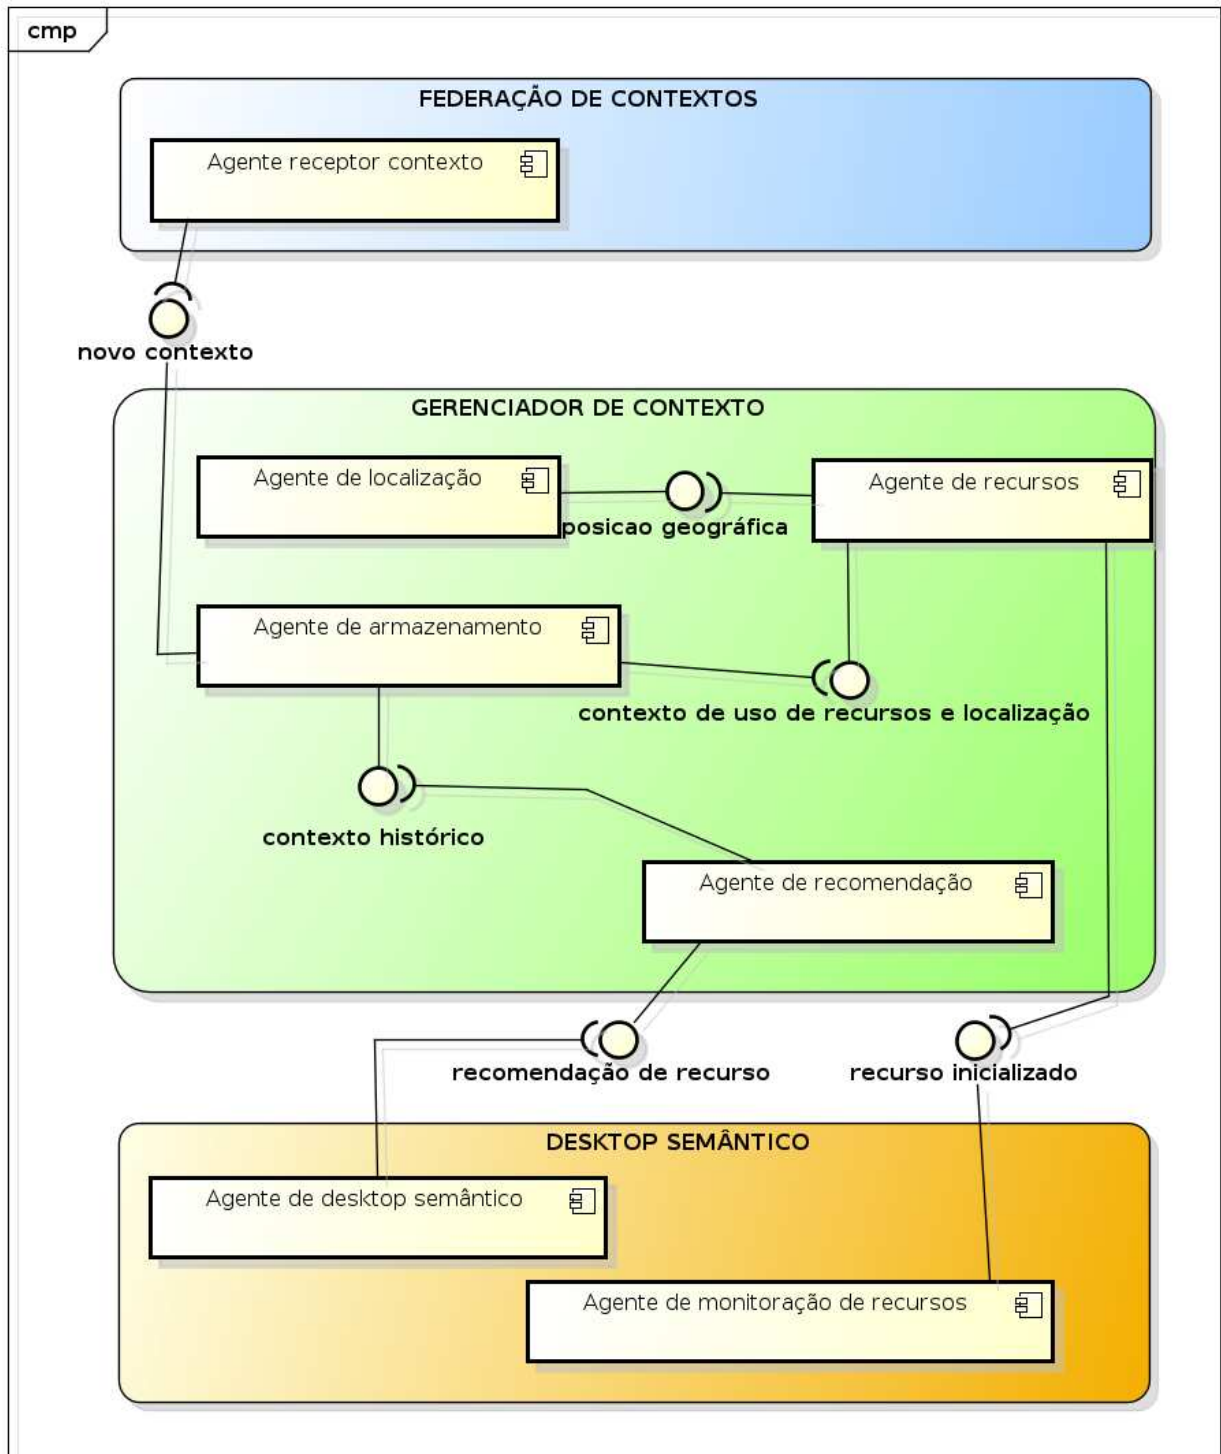 cmp
FEDERAÇÃO DE CONTEXTOS
Agente receptor contexto
novo contexto
GERENCIADOR DE CONTEXTO
Agente de localização
Agente de recursos
posicao geográfica
Agente de armazenamento
contexto de uso de recursos e localização
contexto histórico
Agente de recomendação
recomendação de recurso
recurso inicializado
DESKTOP SEMÂNTICO
Agente de desktop semântico
Agente de monitoração de recursos